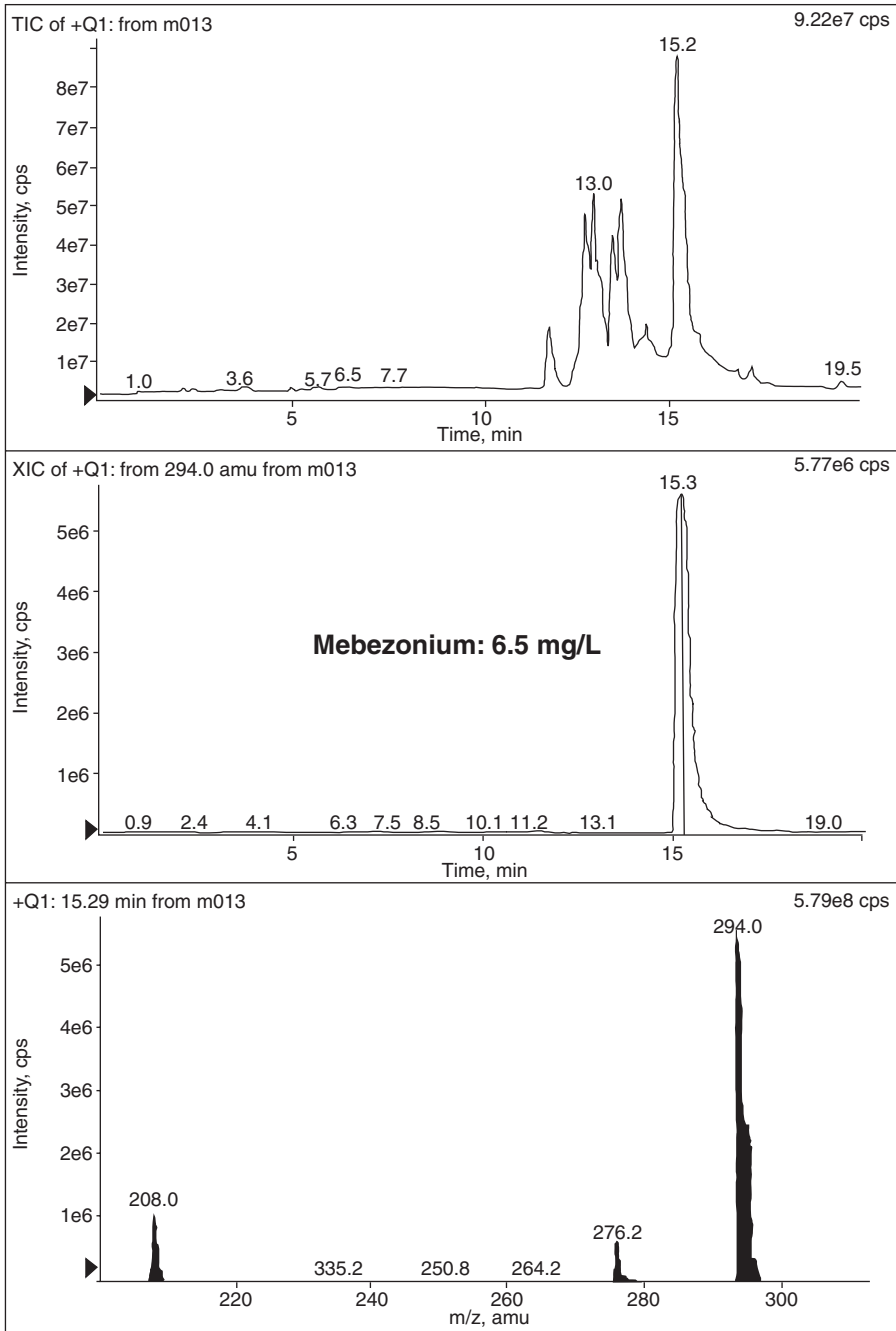 TIC of +Q1: from m013
9.22e7 cps
15.2
8e7
7e7
6e7
13.0
5e7
4e7
3e7
2e7
1e7
Intensity, cps
1.0
3.6
5.7
6.5
7.7
19.5
5
10
15
Time, min
XIC of +Q1: from 294.0 amu from m013
5.77e6 cps
15.3
5e6
4e6
3e6
2e6
1e6
Intensity, cps
Mebezonium: 6.5 mg/L
0.9
2.4
4.1
6.3
7.5
8.5
10.1
11.2
13.1
19.0
5
10
15
Time, min
+Q1: 15.29 min from m013
5.79e8 cps
294.0
5e6
4e6
3e6
2e6
1e6
Intensity, cps
208.0
335.2
250.8
264.2
276.2
220
240
260
280
300
m/z, amu